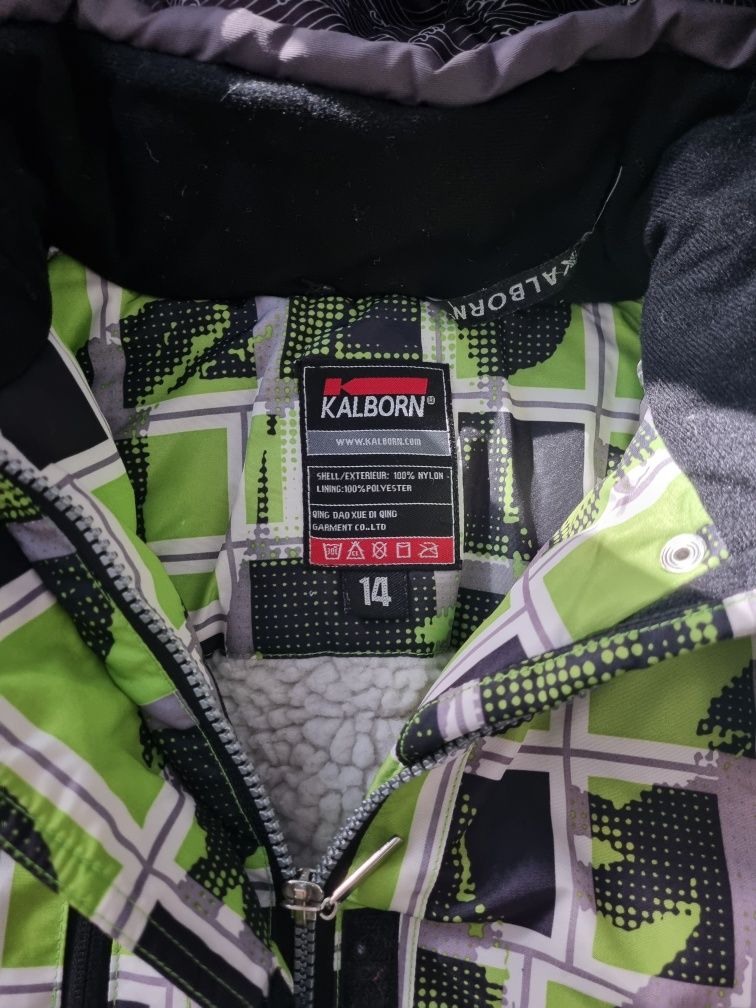 KALBORN
KALBORN®
WWW.KALBORN.COM
SHELL/EXTERIEUR: 100% NYLON
LINING:100%POLYESTER
QING DAO XUE DI QING
GARMENT CO.,LTD
14